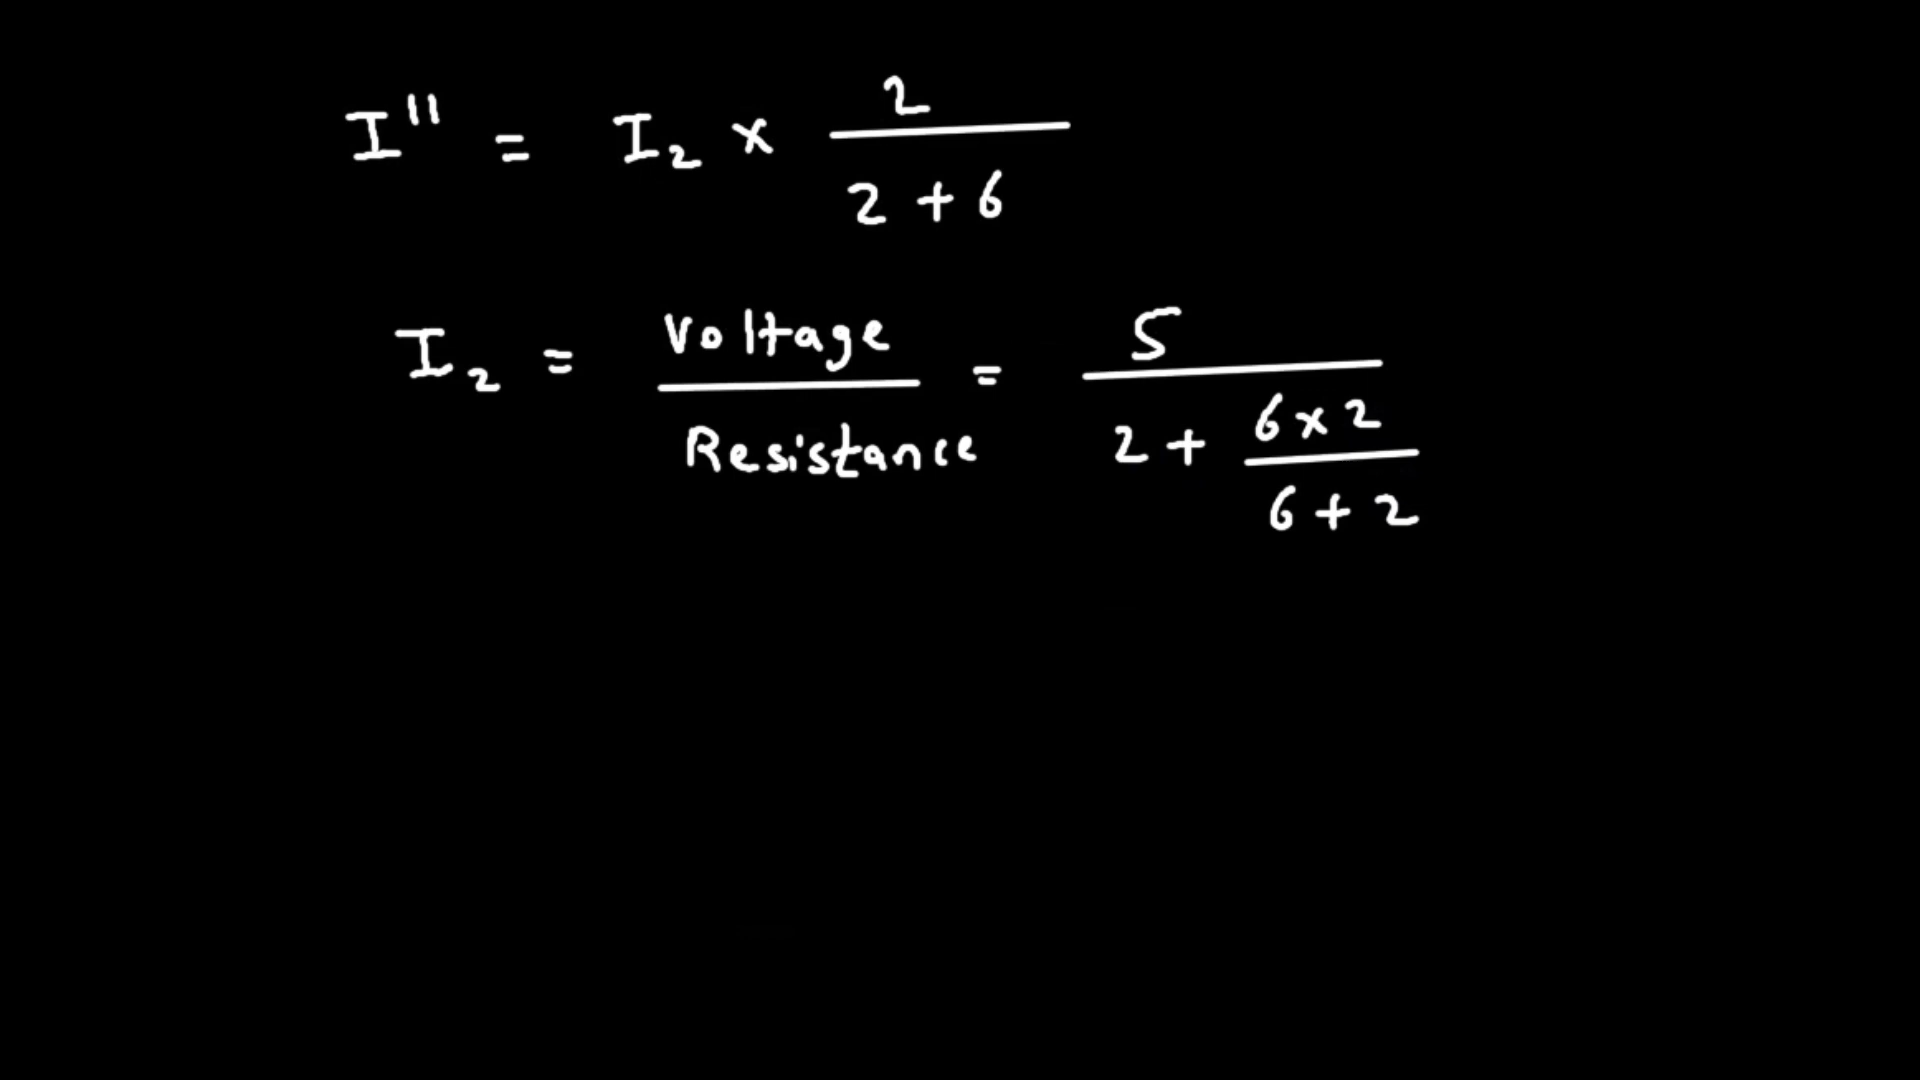 I'' = I₂ × 2 / (2 + 6)
I₂ = Voltage / Resistance = 5 / (2 + (6 × 2) / (6 + 2))